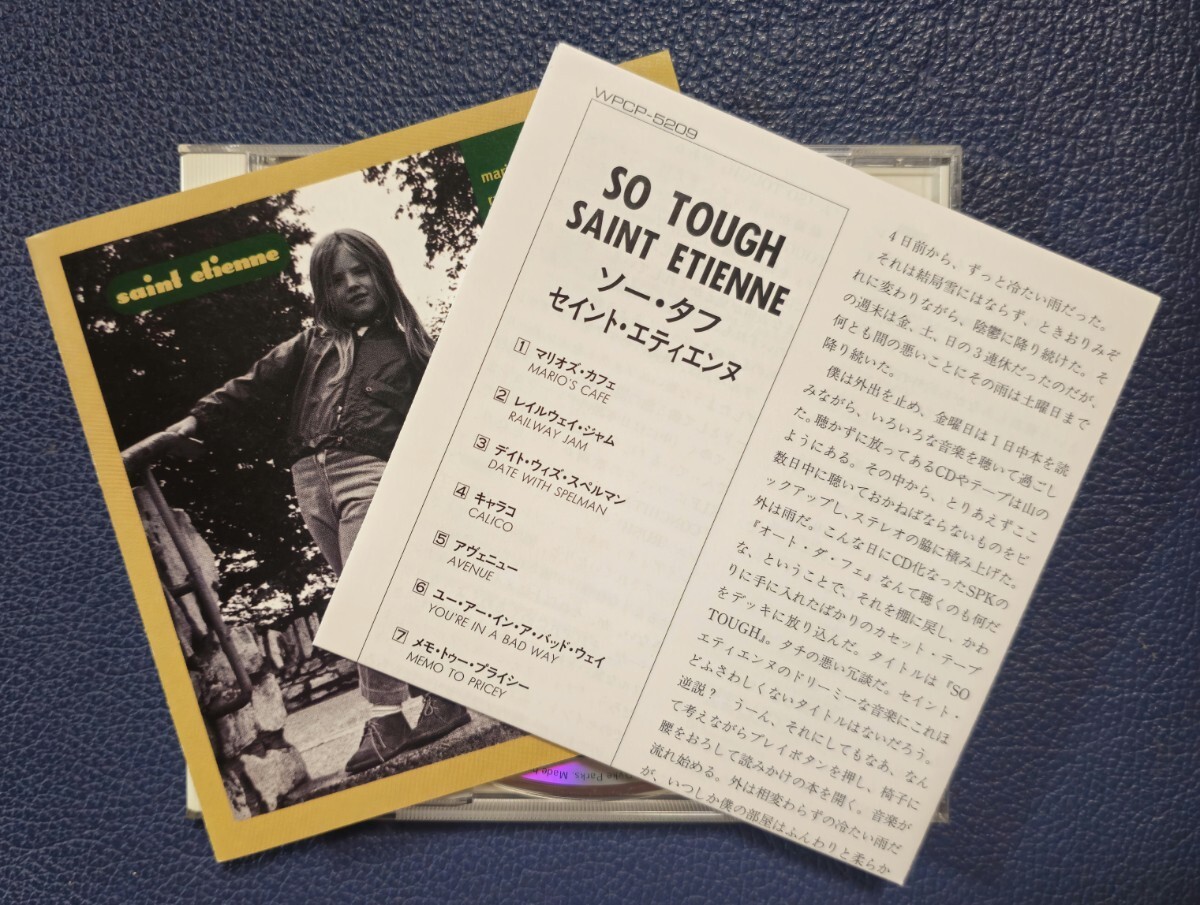 saint etienne
WPCP-5209
SO TOUGH
SAINT ETIENNE
ソー・タフ
セイント・エティエンヌ
1 マリオズ・カフェ
MARIO'S CAFE
2 レイルウェイ・ジャム
RAILWAY JAM
3 デイト・ウィズ・スペルマン
DATE WITH SPELMAN
4 キャラコ
CALICO
5 アヴェニュー
AVENUE
6 ユー・アー・イン・ア・バッド・ウェイ
YOU'RE IN A BAD WAY
7 メモ・トゥー・プライシー
MEMO TO PRICEY
4日前から、ずっと冷たい雨だった。
それは結局雪にはならず、ときおりみぞ
れに変わりながら、陰鬱に降り続けた。そ
の週末は金、土、日の3連休だったのだが、
何とも間の悪いことにその雨は土曜日まで
降り続いた。
僕は外出を止め、金曜日は1日中本を読
みながら、いろいろな音楽を聴いて過ごし
た。聴かずに放ってあるCDやテープは山の
ようにある。その中から、とりあえずここ
数日中に聴いておかねばならないものをピ
ックアップし、ステレオの脇に積み上げた。
外は雨だ。こんな日にCD化なったSPKの
『オート・ダ・フェ』なんて聴くのも何だ
な、ということで、それを棚に戻し、かわ
りに手に入れたばかりのカセット・テープ
をデッキに放り込んだ。タイトルは『SO
TOUGH』。タチの悪い冗談だ。セイント・
エティエンヌのドリーミーな音楽にこれほ
どふさわしくないタイトルはないだろう。
逆説？ うーん、それにしてもなあ、なん
て考えながらプレイボタンを押し、椅子に
腰をおろして読みかけの本を開く。音楽が
流れ始める。外は相変わらずの冷たい雨だ
が、いつしか僕の部屋はふんわりと柔らか
Parks. Made